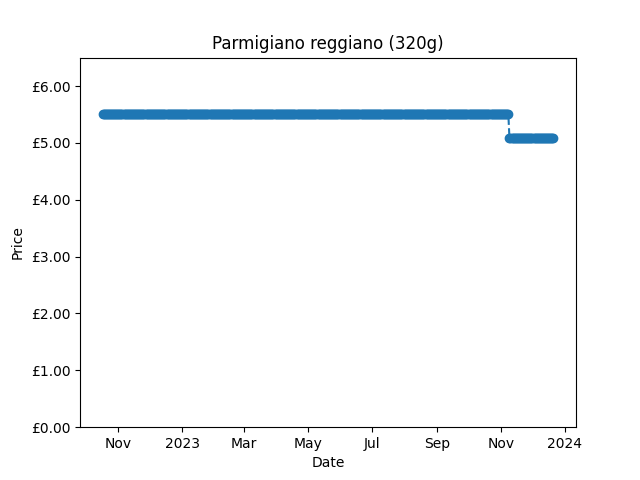 Parmigiano reggiano (320g)
£6.00
£5.00
£4.00
£3.00
£2.00
£1.00
£0.00
Price
Nov 2023 Mar May Jul Sep Nov 2024
Date